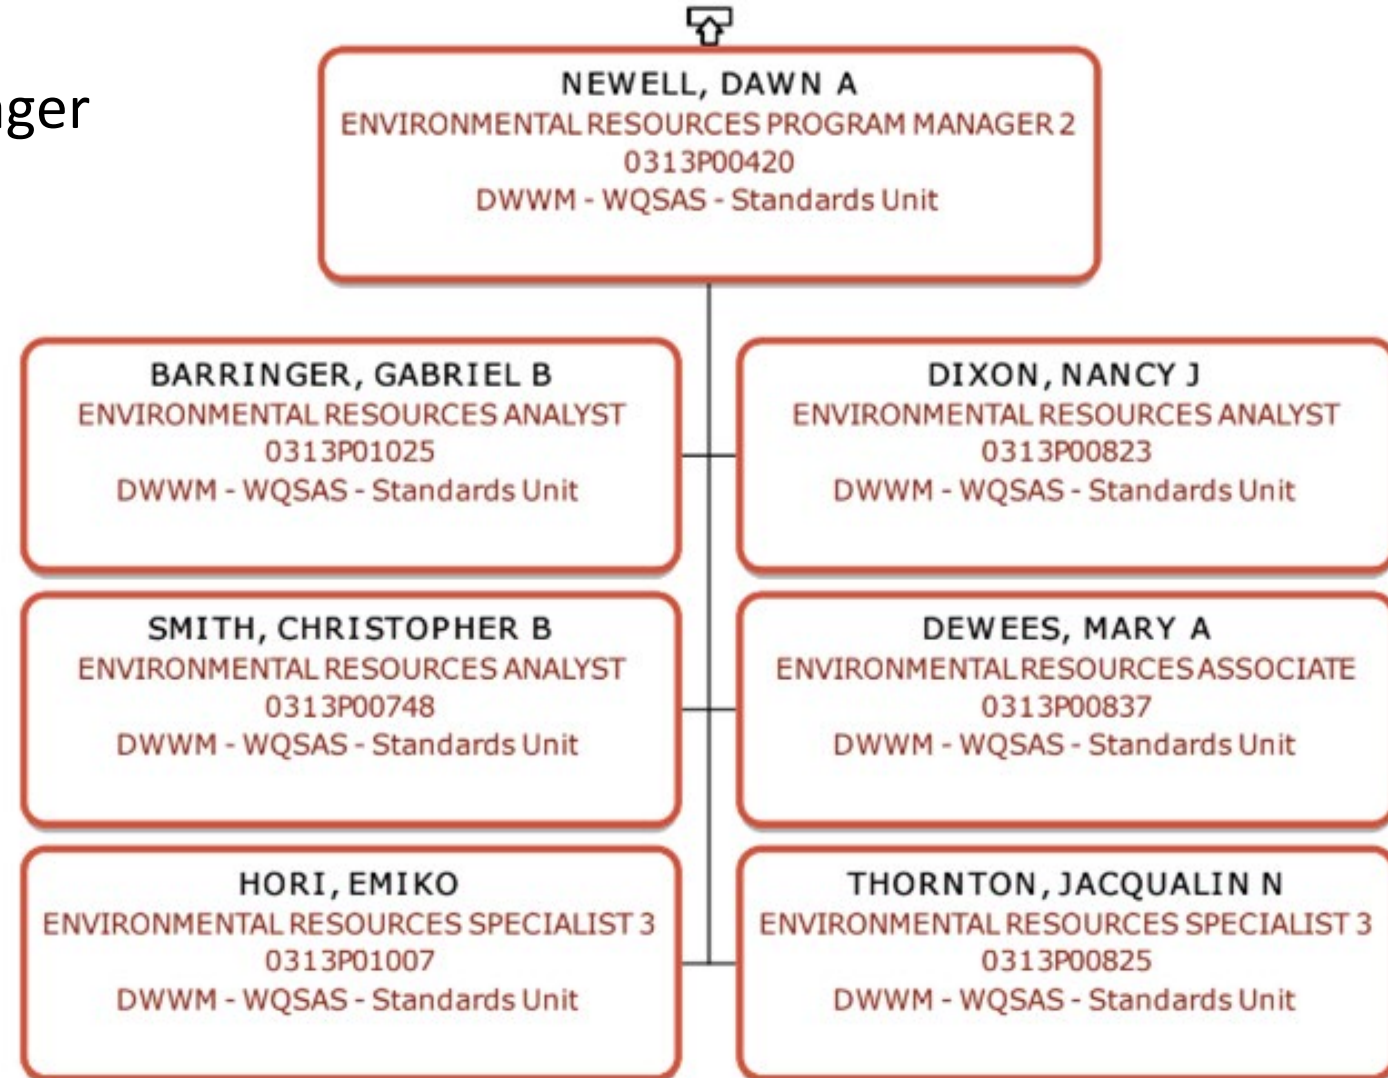 NEWELL, DAWN A
ENVIRONMENTAL RESOURCES PROGRAM MANAGER 2
0313P00420
DWWM - WQSAS - Standards Unit
BARRINGER, GABRIEL B
ENVIRONMENTAL RESOURCES ANALYST
0313P01025
DWWM - WQSAS - Standards Unit
DIXON, NANCY J
ENVIRONMENTAL RESOURCES ANALYST
0313P00823
DWWM - WQSAS - Standards Unit
SMITH, CHRISTOPHER B
ENVIRONMENTAL RESOURCES ANALYST
0313P00748
DWWM - WQSAS - Standards Unit
DEWEES, MARY A
ENVIRONMENTAL RESOURCES ASSOCIATE
0313P00837
DWWM - WQSAS - Standards Unit
HORI, EMIKO
ENVIRONMENTAL RESOURCES SPECIALIST 3
0313P01007
DWWM - WQSAS - Standards Unit
THORNTON, JACQUALIN N
ENVIRONMENTAL RESOURCES SPECIALIST 3
0313P00825
DWWM - WQSAS - Standards Unit